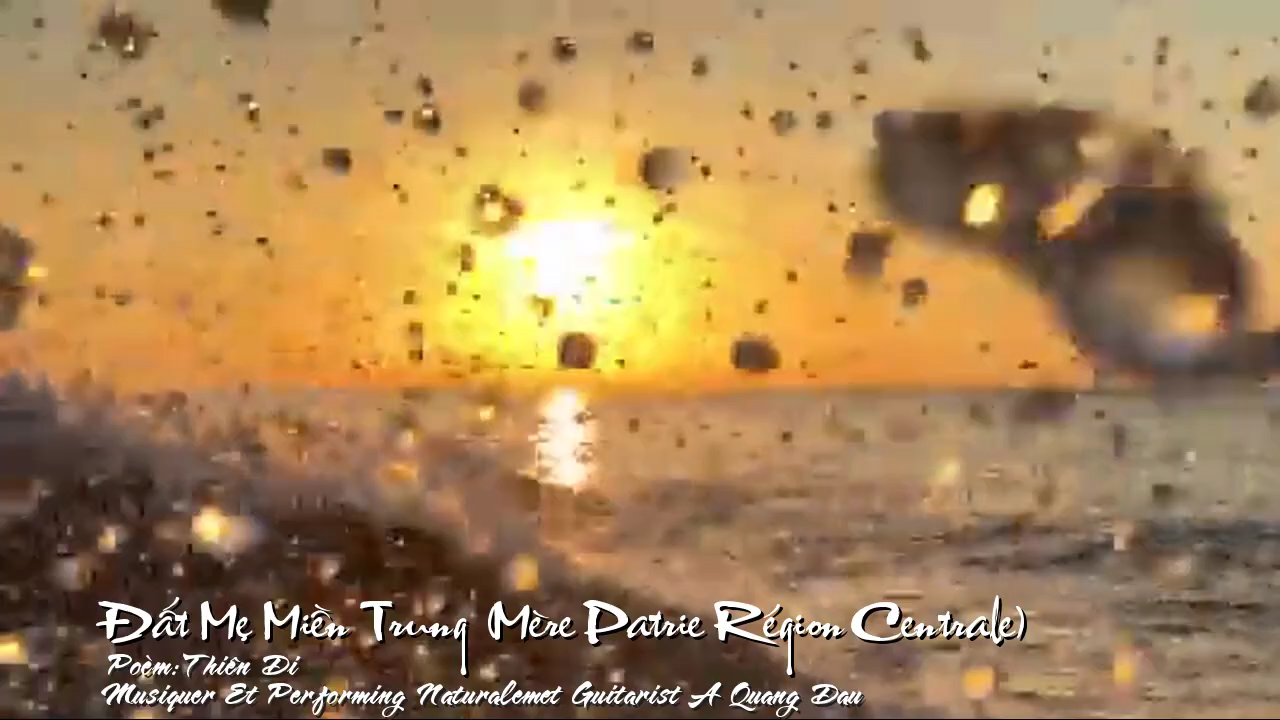 Đất Mẹ Miền Trung (Mère Patrie Région Centrale)
Poèm:Thiên Di
Musiquer Et Performing Naturalemet Guitarist A Quang Dau